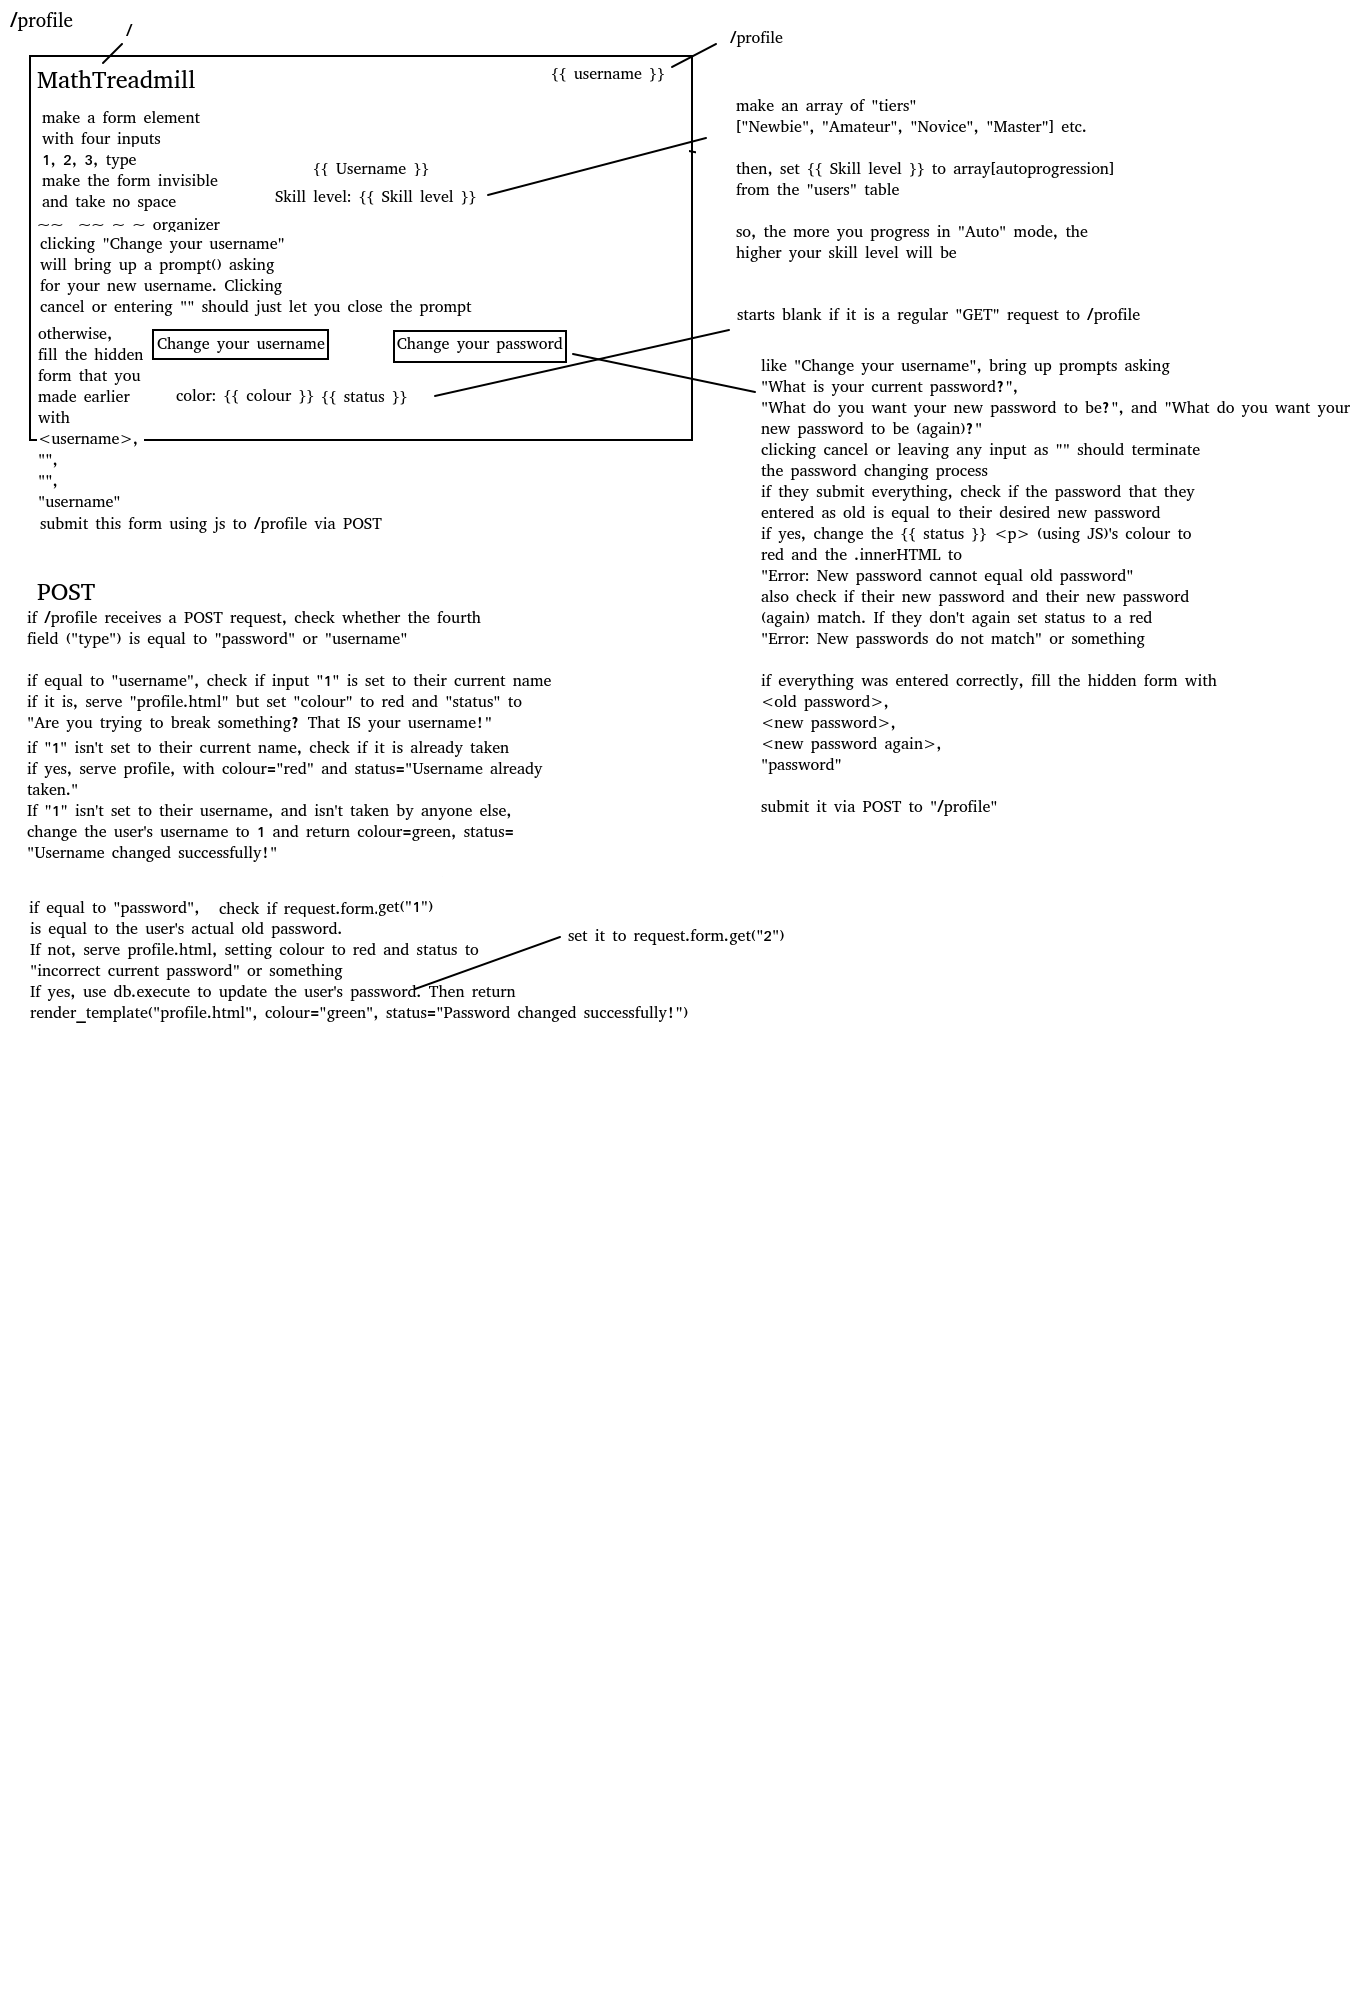 /profile
/
/profile
MathTreadmill
{{ username }}
make a form element
with four inputs
1, 2, 3, type
make the form invisible
and take no space
~~ ~~ ~ ~ organizer
{{ Username }}
Skill level: {{ Skill level }}
clicking "Change your username"
will bring up a prompt() asking
for your new username. Clicking
cancel or entering "" should just let you close the prompt
otherwise,
fill the hidden
form that you
made earlier
with
<username>,
"",
"",
"username"
submit this form using js to /profile via POST
Change your username
Change your password
color: {{ colour }} {{ status }}
make an array of "tiers"
["Newbie", "Amateur", "Novice", "Master"] etc.
then, set {{ Skill level }} to array[autoprogression]
from the "users" table
so, the more you progress in "Auto" mode, the
higher your skill level will be
starts blank if it is a regular "GET" request to /profile
like "Change your username", bring up prompts asking
"What is your current password?",
"What do you want your new password to be?", and "What do you want your
new password to be (again)?"
clicking cancel or leaving any input as "" should terminate
the password changing process
if they submit everything, check if the password that they
entered as old is equal to their desired new password
if yes, change the {{ status }} <p> (using JS)'s colour to
red and the .innerHTML to
"Error: New password cannot equal old password"
also check if their new password and their new password
(again) match. If they don't again set status to a red
"Error: New passwords do not match" or something
if everything was entered correctly, fill the hidden form with
<old password>,
<new password>,
<new password again>,
"password"
submit it via POST to "/profile"
POST
if /profile receives a POST request, check whether the fourth
field ("type") is equal to "password" or "username"
if equal to "username", check if input "1" is set to their current name
if it is, serve "profile.html" but set "colour" to red and "status" to
"Are you trying to break something? That IS your username!"
if "1" isn't set to their current name, check if it is already taken
if yes, serve profile, with colour="red" and status="Username already
taken."
If "1" isn't set to their username, and isn't taken by anyone else,
change the user's username to 1 and return colour=green, status=
"Username changed successfully!"
if equal to "password", check if request.form.get("1")
is equal to the user's actual old password.
If not, serve profile.html, setting colour to red and status to
"incorrect current password" or something
If yes, use db.execute to update the user's password. Then return
render_template("profile.html", colour="green", status="Password changed successfully!")
set it to request.form.get("2")